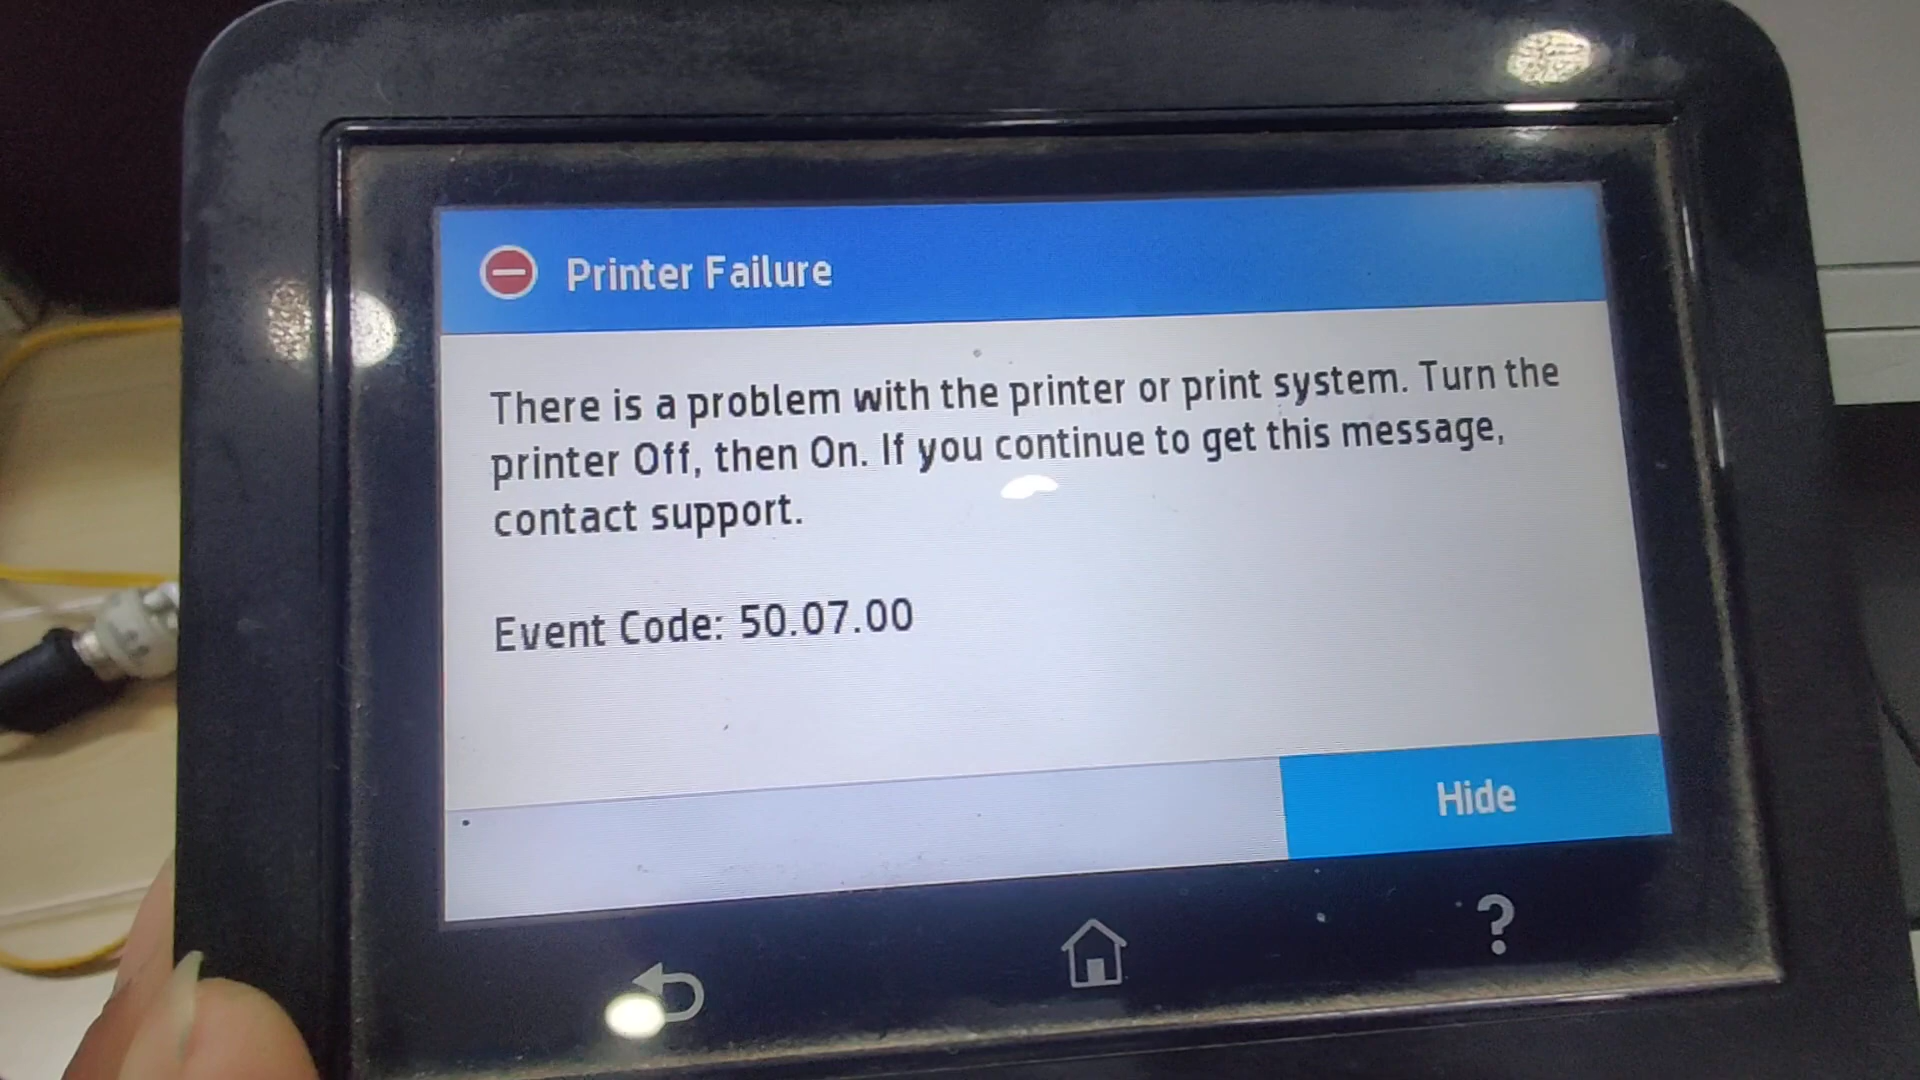 Printer Failure
There is a problem with the printer or print system. Turn the
printer Off, then On. If you continue to get this message,
contact support.
Event Code: 50.07.00
Hide
?